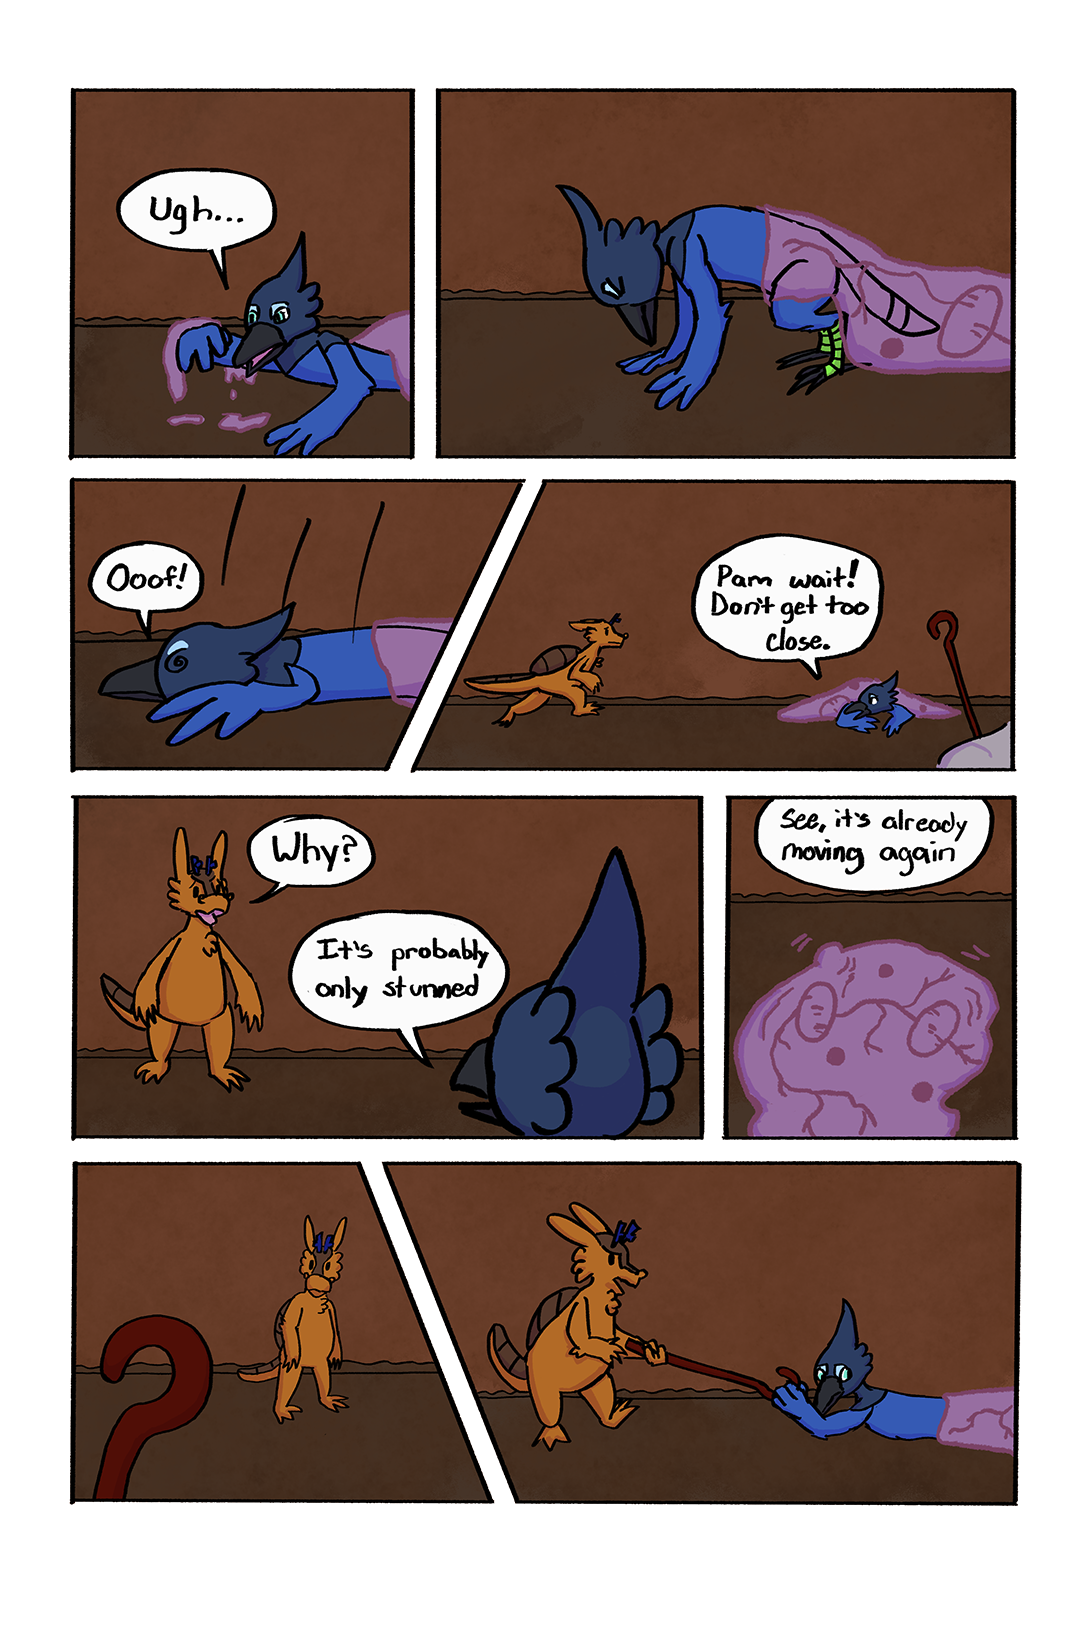 Ugh...
Ooof!
Pam wait!
Don't get too
close.
Why?
It's probably
only stunned
See, it's already
moving again